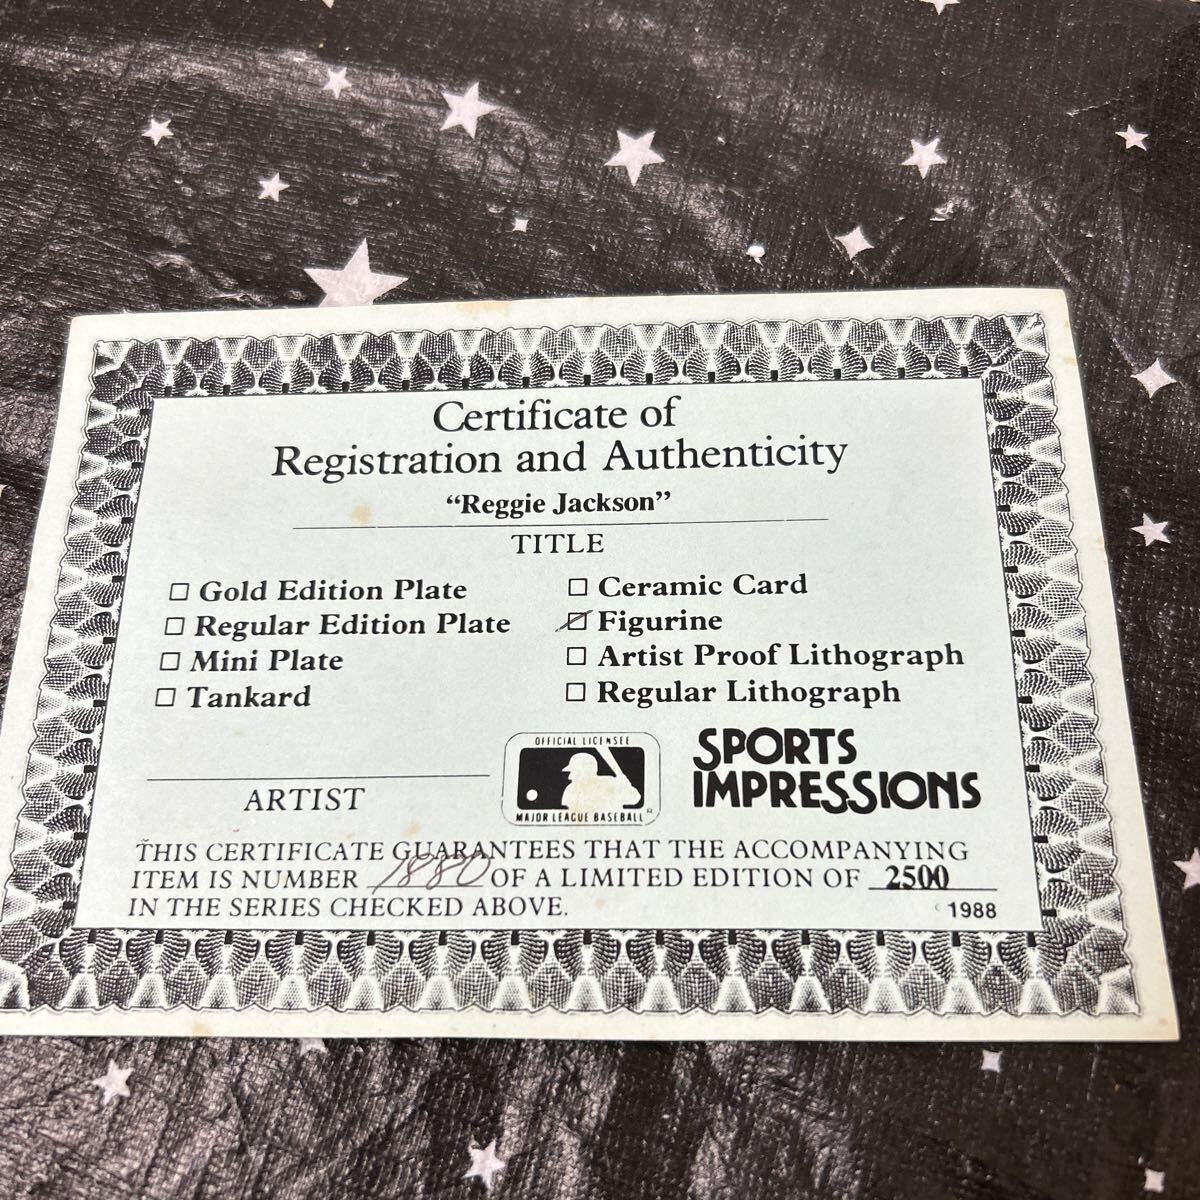 Certificate of
Registration and Authenticity
“Reggie Jackson”
TITLE
Gold Edition Plate
Regular Edition Plate
Mini Plate
Tankard
Ceramic Card
Figurine
Artist Proof Lithograph
Regular Lithograph
ARTIST
OFFICIAL LICENSEE
MAJOR LEAGUE BASEBALL
SPORTS
IMPRESSIONS
THIS CERTIFICATE GUARANTEES THAT THE ACCOMPANYING
ITEM IS NUMBER 1880 OF A LIMITED EDITION OF 2500
IN THE SERIES CHECKED ABOVE.
© 1988